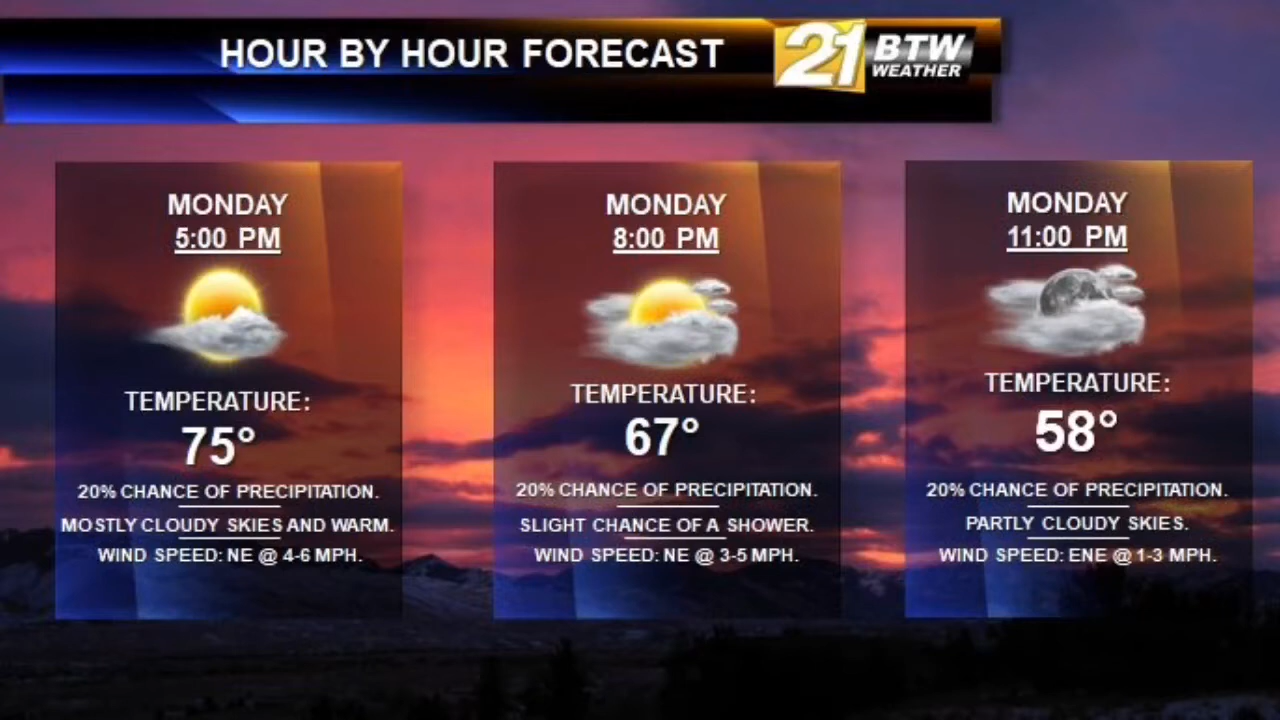 HOUR BY HOUR FORECAST
21 BTW
WEATHER
MONDAY
5:00 PM
TEMPERATURE:
75°
20% CHANCE OF PRECIPITATION.
MOSTLY CLOUDY SKIES AND WARM.
WIND SPEED: NE @ 4-6 MPH.
MONDAY
8:00 PM
TEMPERATURE:
67°
20% CHANCE OF PRECIPITATION.
SLIGHT CHANCE OF A SHOWER.
WIND SPEED: NE @ 3-5 MPH.
MONDAY
11:00 PM
TEMPERATURE:
58°
20% CHANCE OF PRECIPITATION.
PARTLY CLOUDY SKIES.
WIND SPEED: ENE @ 1-3 MPH.